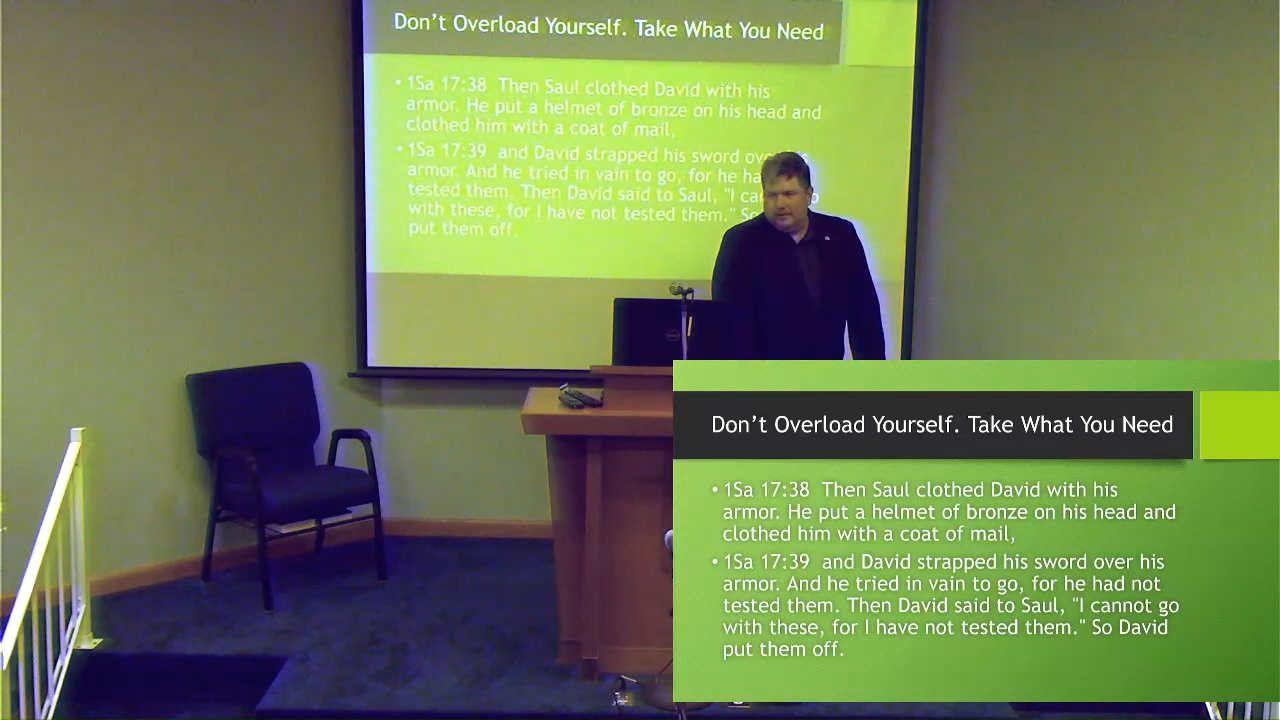 Don't Overload Yourself. Take What You Need
• 1Sa 17:38 Then Saul clothed David with his
armor. He put a helmet of bronze on his head and
clothed him with a coat of mail,
• 1Sa 17:39 and David strapped his sword ov
armor. And he tried in vain to go, for he ha
tested them. Then David said to Saul, "I ca
with these, for I have not tested them." So
put them off.
Don't Overload Yourself. Take What You Need
• 1Sa 17:38 Then Saul clothed David with his
armor. He put a helmet of bronze on his head and
clothed him with a coat of mail,
• 1Sa 17:39 and David strapped his sword over his
armor. And he tried in vain to go, for he had not
tested them. Then David said to Saul, "I cannot go
with these, for I have not tested them." So David
put them off.